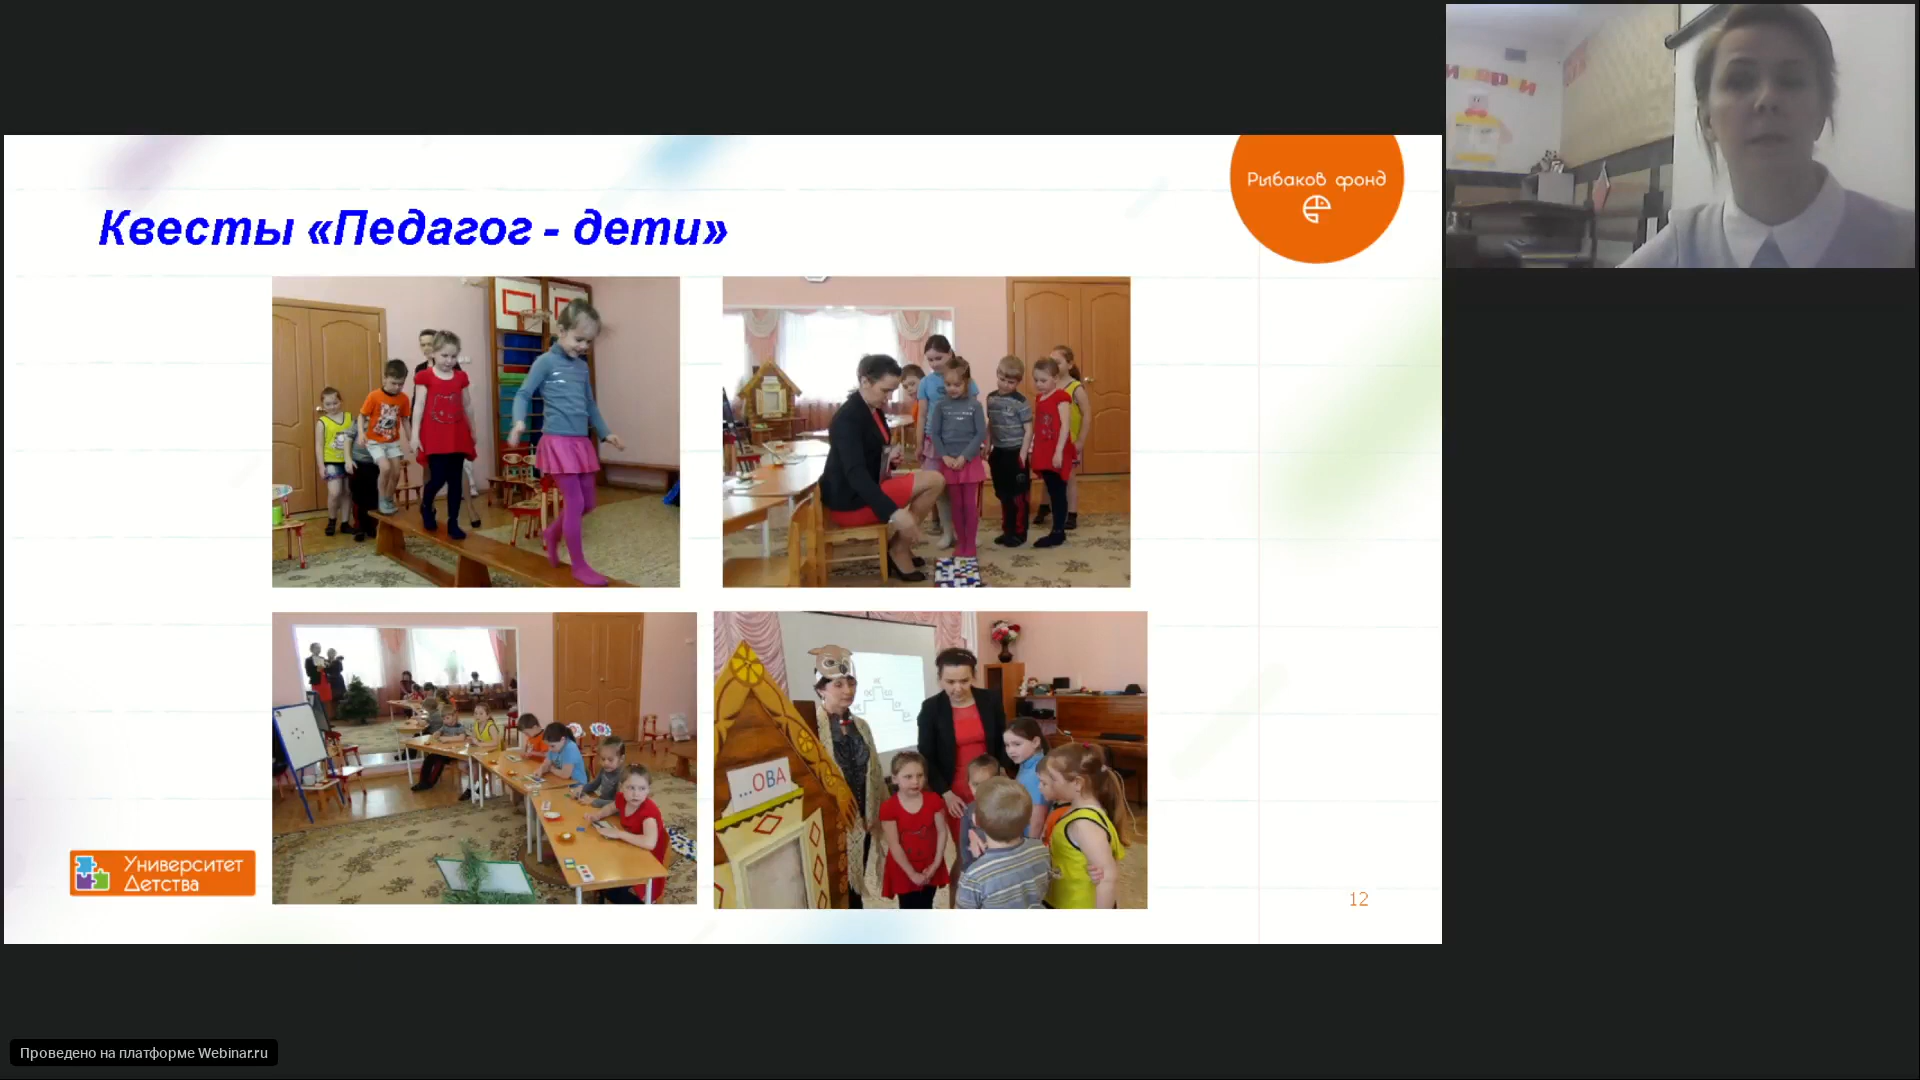 Рыбаков фонд
Квесты «Педагог - дети»
...ОВА
Университет
Детства
12
Проведено на платформе Webinar.ru